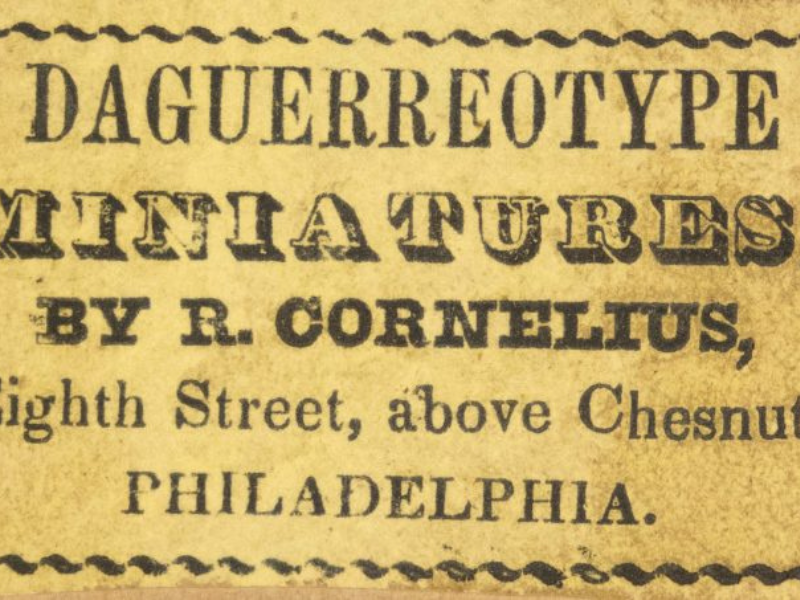 DAGUERREOTYPE
MINIATURES
BY R. CORNELIUS,
Eighth Street, above Chesnut
PHILADELPHIA.